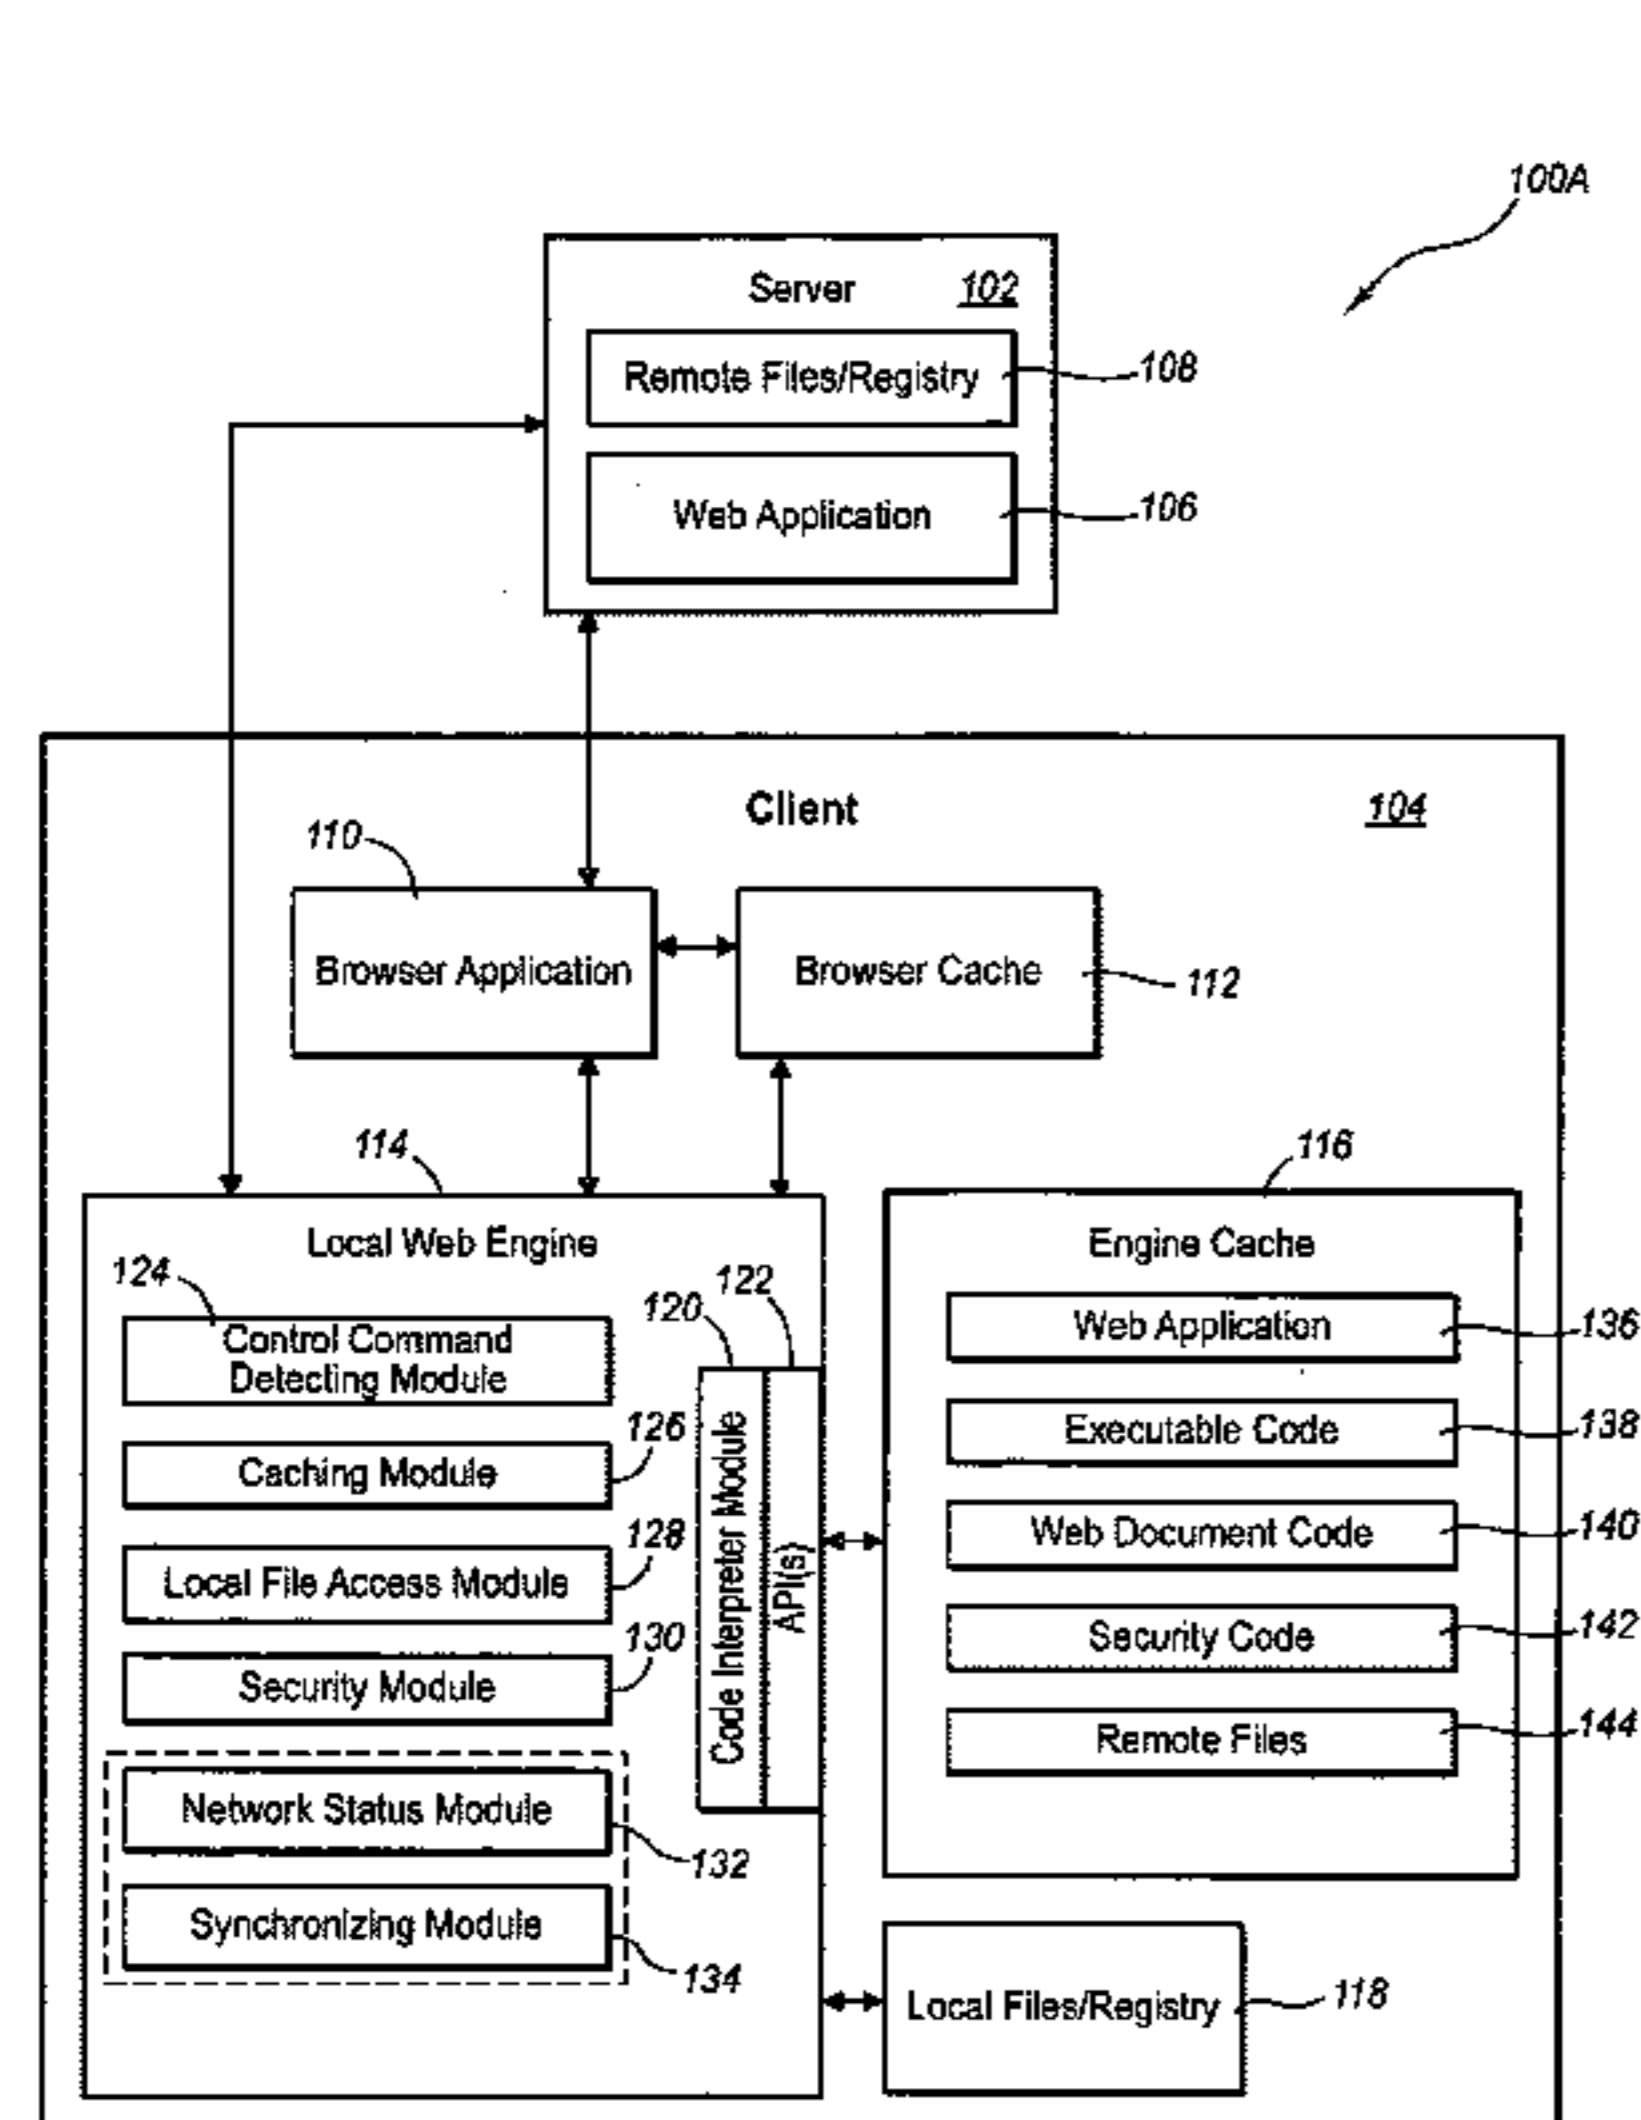 100A
Server 102
Remote Files/Registry 108
Web Application 106
Client 104
110
Browser Application
Browser Cache 112
114
Local Web Engine
124
Control Command
Detecting Module
Caching Module 126
Local File Access Module 128
Security Module 130
Network Status Module 132
Synchronizing Module 134
120
Code Interpreter Module
122
API(s)
116
Engine Cache
Web Application 136
Executable Code 138
Web Document Code 140
Security Code 142
Remote Files 144
Local Files/Registry 118